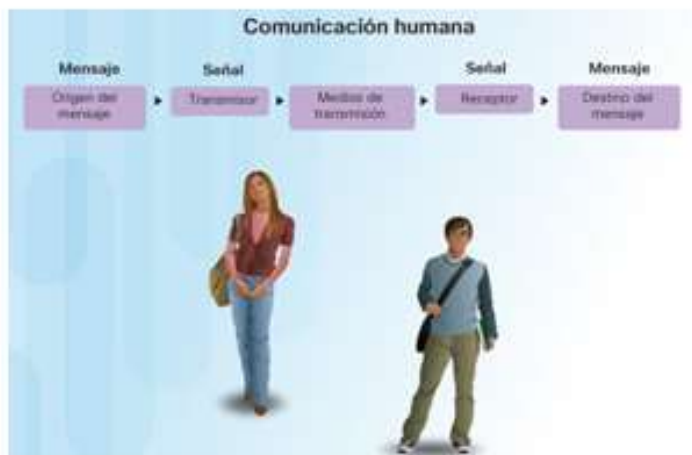 Comunicación humana
Mensaje
Señal
Señal
Mensaje
Origen del
mensaje
Transmisor
Medios de
transmisión
Receptor
Destino del
mensaje